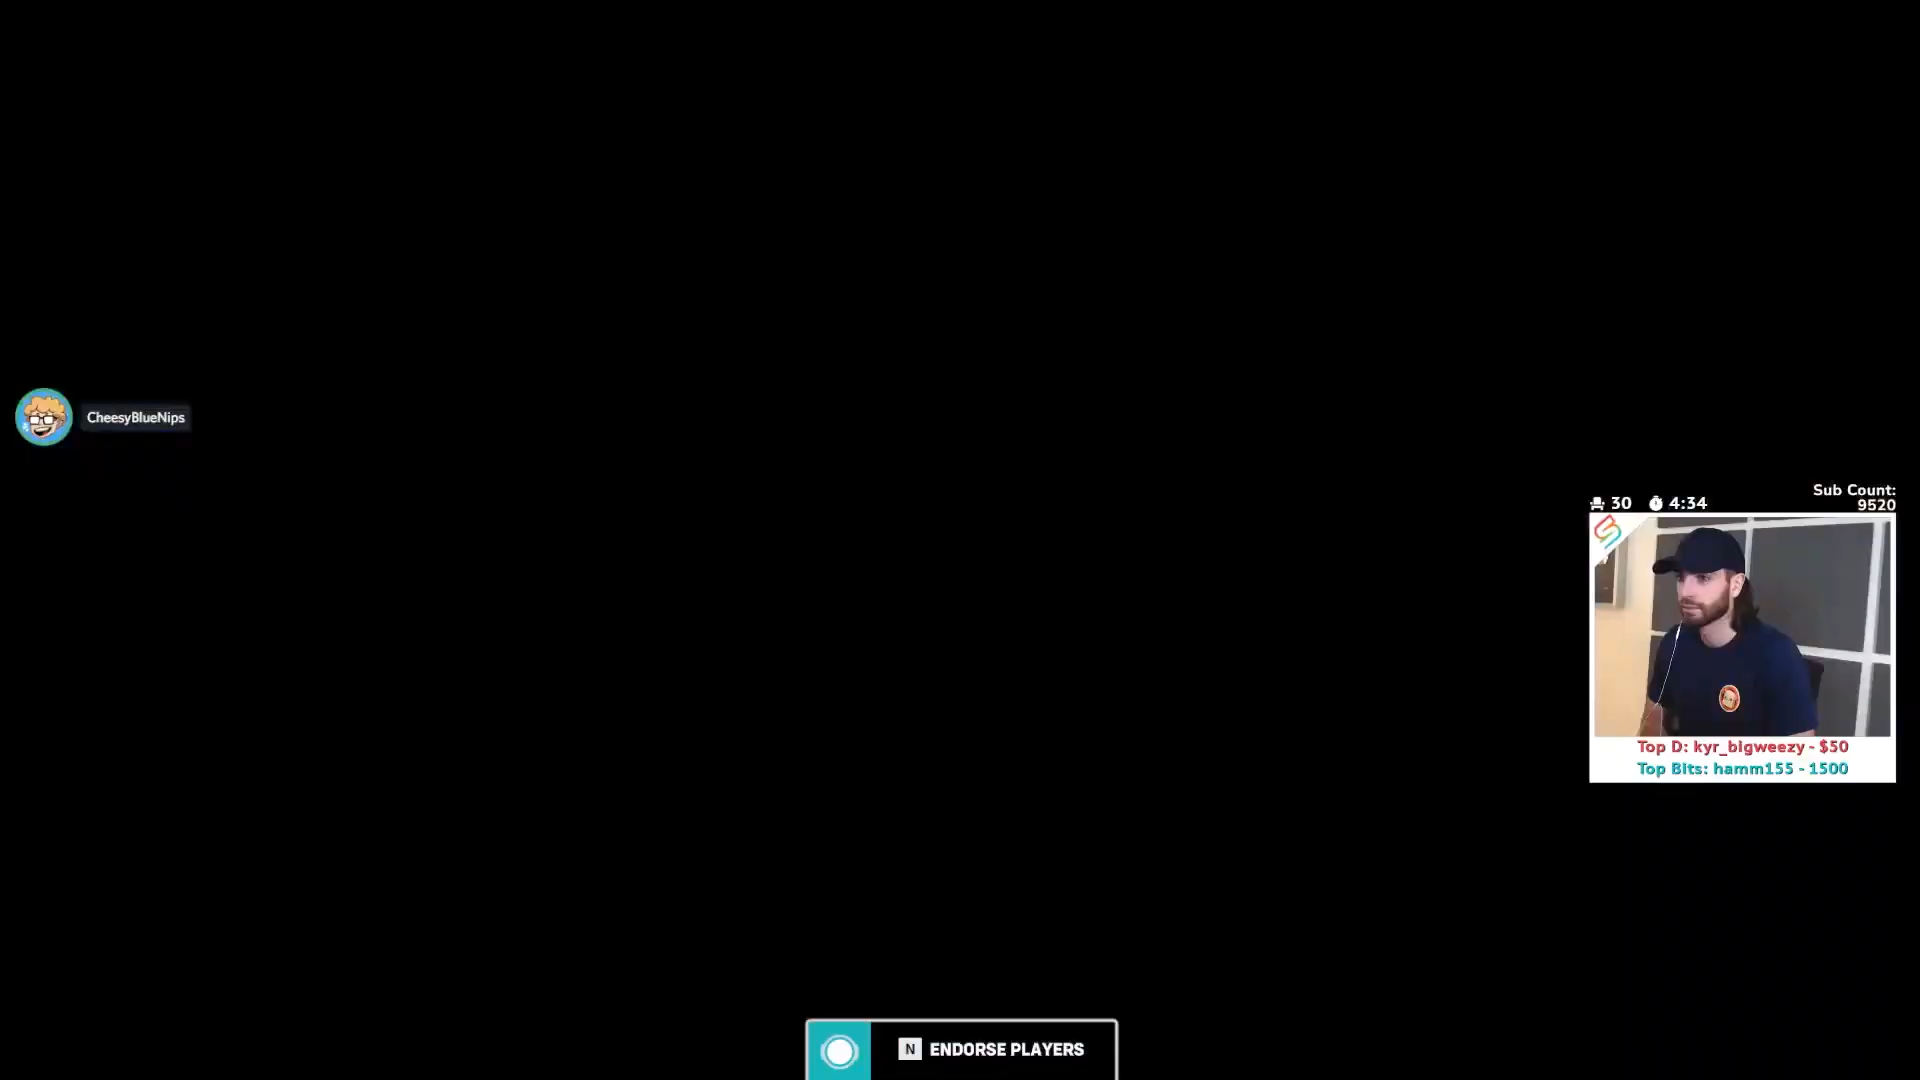 CheesyBlueNips
30 4:34
Sub Count:
9520
Top D: kyr_bigweezy - $50
Top Bits: hamm155 - 1500
N ENDORSE PLAYERS